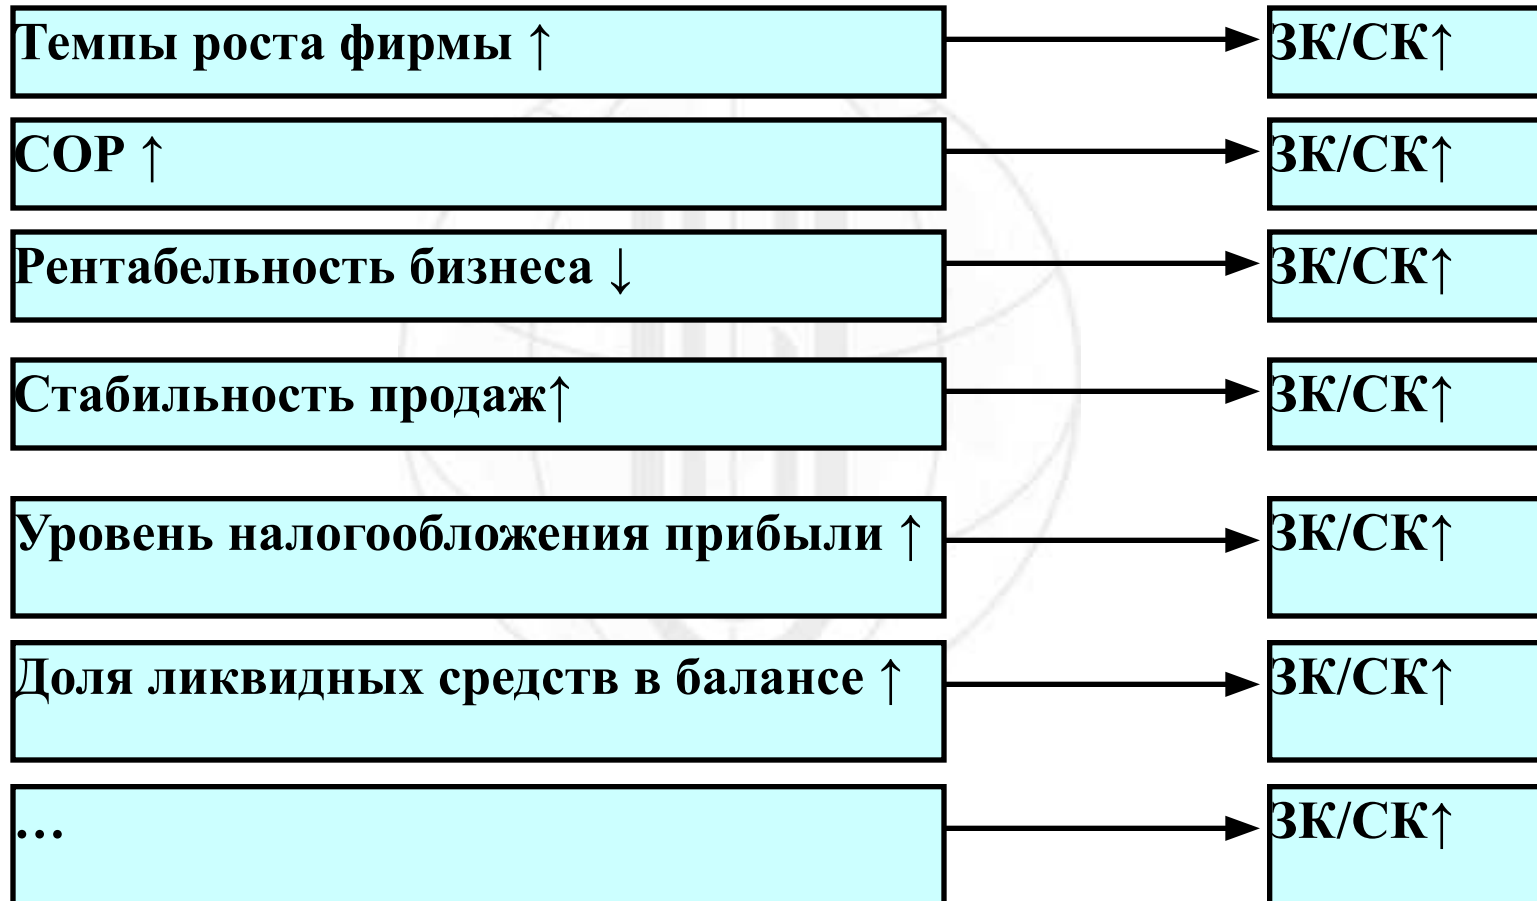 Темпы роста фирмы ↑ ЗК/СК↑
СОР ↑ ЗК/СК↑
Рентабельность бизнеса ↓ ЗК/СК↑
Стабильность продаж↑ ЗК/СК↑
Уровень налогообложения прибыли ↑ ЗК/СК↑
Доля ликвидных средств в балансе ↑ ЗК/СК↑
… ЗК/СК↑